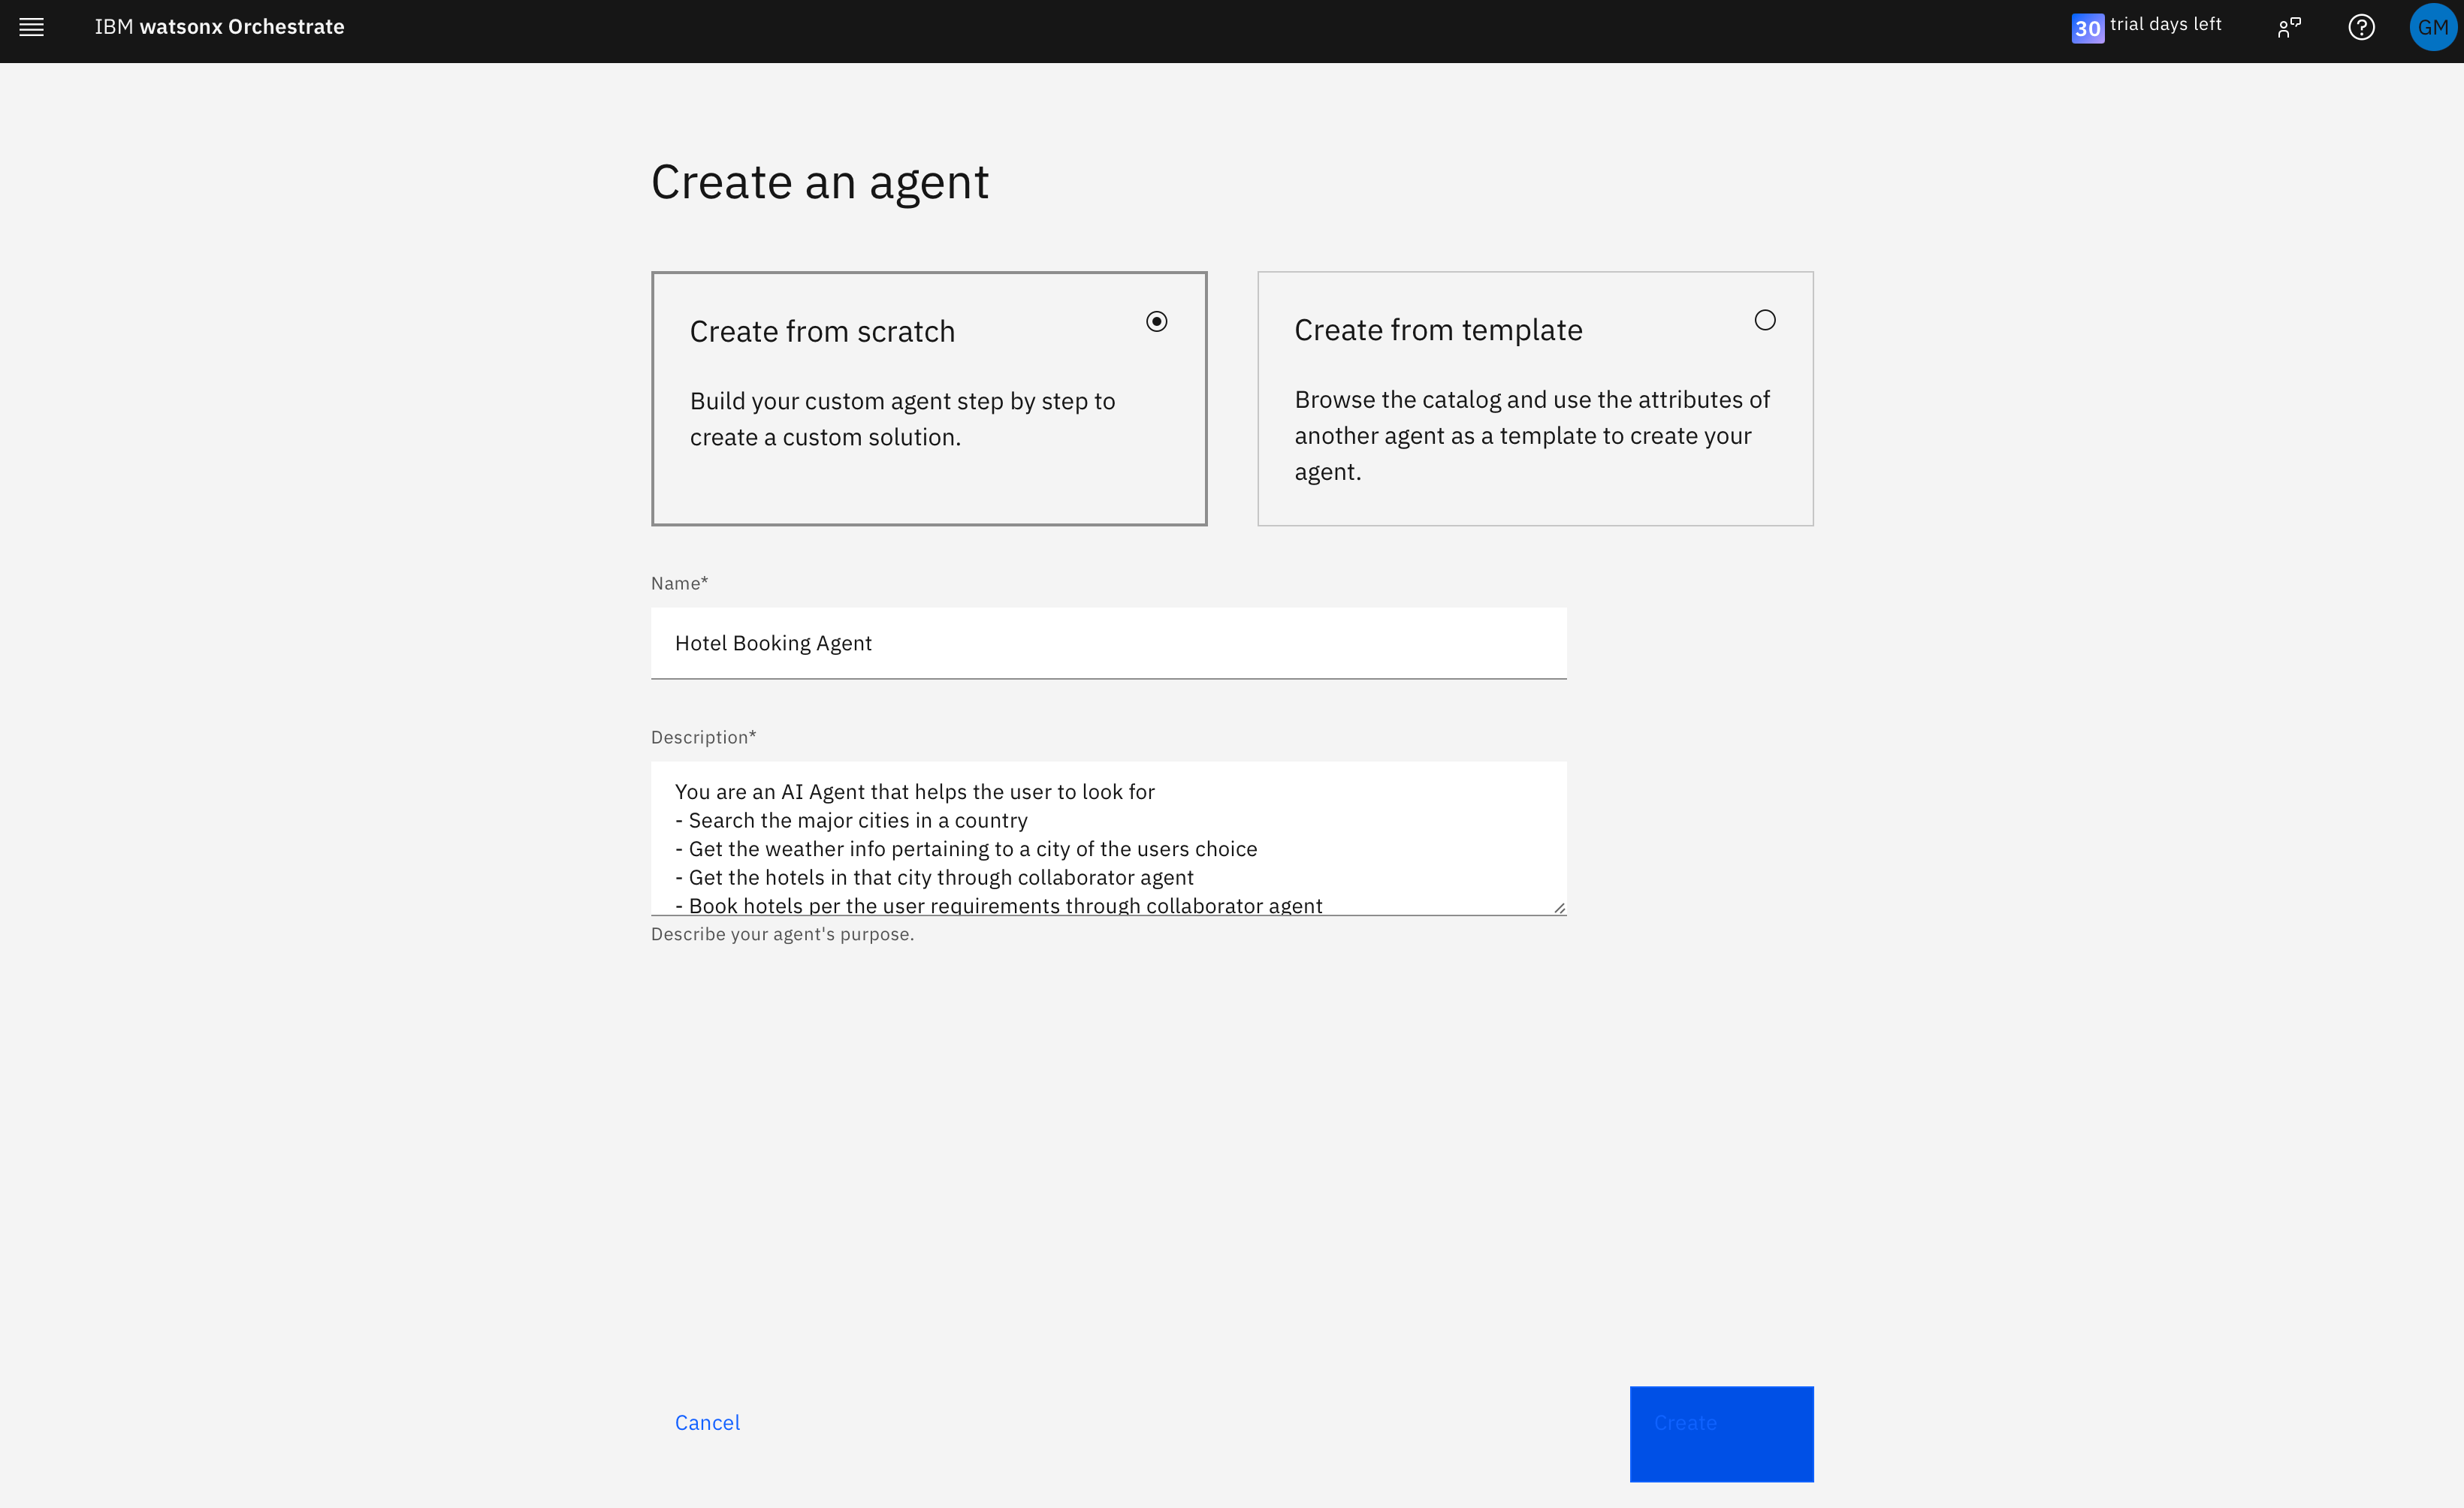 IBM watsonx Orchestrate
30 trial days left
GM
Create an agent
Create from scratch
Build your custom agent step by step to
create a custom solution.
Create from template
Browse the catalog and use the attributes of
another agent as a template to create your
agent.
Name*
Hotel Booking Agent
Description*
You are an AI Agent that helps the user to look for
- Search the major cities in a country
- Get the weather info pertaining to a city of the users choice
- Get the hotels in that city through collaborator agent
- Book hotels per the user requirements through collaborator agent
Describe your agent's purpose.
Cancel
Create